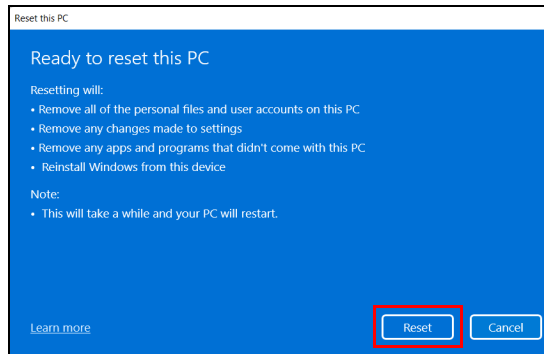 Reset this PC
Ready to reset this PC
Resetting will:
• Remove all of the personal files and user accounts on this PC
• Remove any changes made to settings
• Remove any apps and programs that didn't come with this PC
• Reinstall Windows from this device
Note:
• This will take a while and your PC will restart.
Learn more
Reset
Cancel